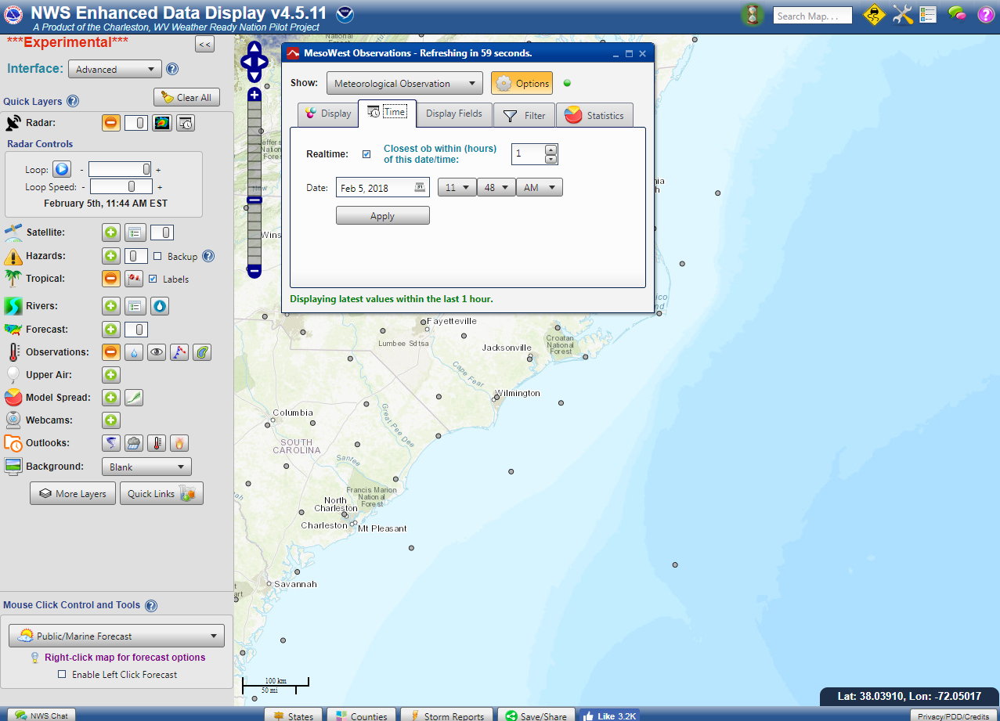 NWS Enhanced Data Display v4.5.11
A Product of the Charleston, WV Weather Ready Nation Pilot Project
Search Map. . .
***Experimental***
< <
Interface:
Advanced
Quick Layers
Clear All
Radar:
Radar Controls
Loop:
-
+
Loop Speed:
-
+
February 5th, 11:44 AM EST
Satellite:
Hazards:
Backup
Tropical:
Labels
Rivers:
Forecast:
Observations:
Upper Air:
Model Spread:
Webcams:
Outlooks:
Background:
Blank
More Layers
Quick Links
Mouse Click Control and Tools
Public/Marine Forecast
Right-click map for forecast options
Enable Left Click Forecast
NWS Chat
MesoWest Observations - Refreshing in 59 seconds.
Show:
Meteorological Observation
Options
Display
Time
Display Fields
Filter
Statistics
Realtime:
Closest ob within (hours)
of this date/time:
1
Date:
Feb 5, 2018
31
11
48
AM
Apply
Displaying latest values within the last 1 hour.
National
Forest
Wins
Fayetteville
Lumbee Sdtsa
Croatan
National
Forest
Jacksonville
Cape Fear
Wilmington
Columbia
Great Pee Dee
SOUTH
CAROLINA
Santee
Francis Marion
National
Forest
North
Charleston
Charleston
Mt Pleasant
Savannah
100 km
50 mi
Lat: 38.03910, Lon: -72.05017
States
Counties
Storm Reports
Save/Share
Like 3.2K
Privacy/PDD/Credits